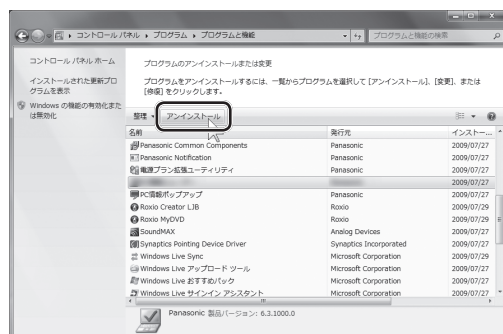 コントロール パネル ▸ プログラム ▸ プログラムと機能
プログラムと機能の検索
コントロール パネル ホーム
インストールされた更新プログラムを表示
Windows の機能の有効化または無効化
プログラムのアンインストールまたは変更
プログラムをアンインストールするには、一覧からプログラムを選択して [アンインストール]、[変更]、または
[修復] をクリックします。
整理 アンインストール
名前 発行元 インストー...
Panasonic Common Components Panasonic 2009/07/27
Panasonic Notification Panasonic 2009/07/27
電源プラン拡張ユーティリティ Panasonic 2009/07/27
2009/07/27
PC情報ポップアップ Panasonic 2009/07/27
Roxio Creator LJB Roxio 2009/07/29
Roxio MyDVD Roxio 2009/07/29
SoundMAX Analog Devices 2009/07/27
Synaptics Pointing Device Driver Synaptics Incorporated 2009/07/27
Windows Live Sync Microsoft Corporation 2009/07/29
Windows Live アップロード ツール Microsoft Corporation 2009/07/27
Windows Live おすすめパック Microsoft Corporation 2009/07/27
Windows Live サインイン アシスタント Microsoft Corporation 2009/07/27
Panasonic 製品バージョン: 6.3.1000.0